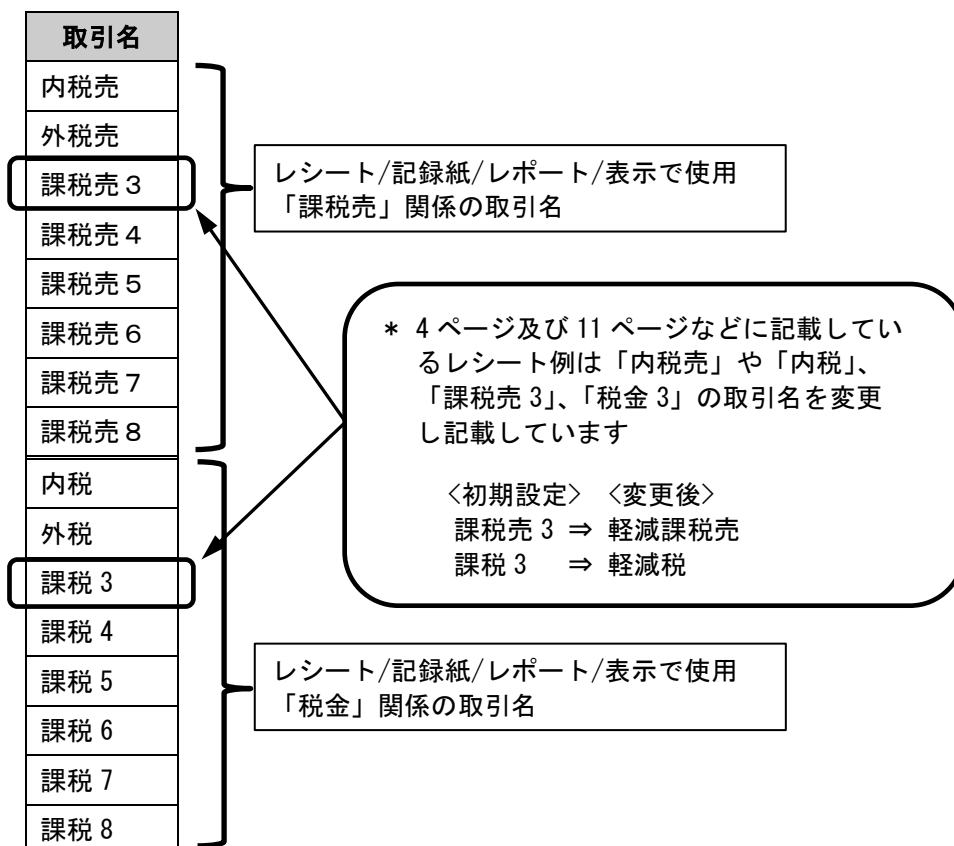 取引名
内税売
外税売
課税売３
課税売４
課税売５
課税売６
課税売７
課税売８
内税
外税
課税 3
課税 4
課税 5
課税 6
課税 7
課税 8
レシート/記録紙/レポート/表示で使用
「課税売」関係の取引名
* 4 ページ及び 11 ページなどに記載してい
るレシート例は「内税売」や「内税」、
「課税売 3」、「税金 3」の取引名を変更
し記載しています
<初期設定> <変更後>
課税売 3 ⇒ 軽減課税売
課税 3 ⇒ 軽減税
レシート/記録紙/レポート/表示で使用
「税金」関係の取引名